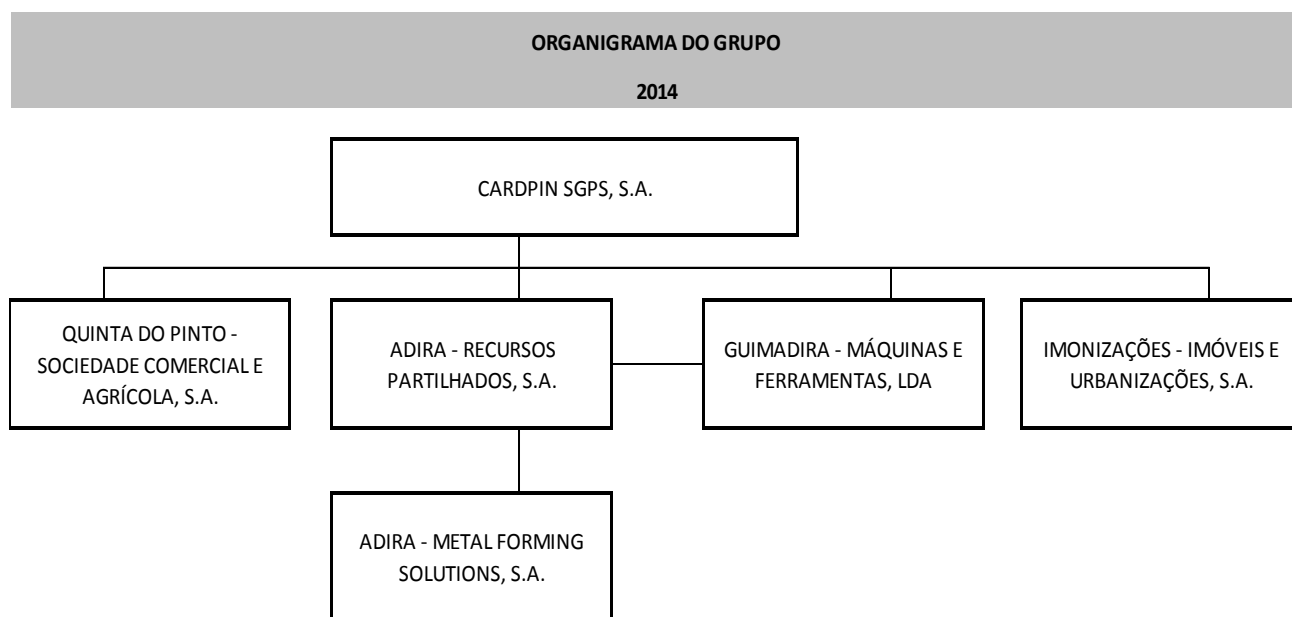 ORGANIGRAMA DO GRUPO
2014
CARDPIN SGPS, S.A.
QUINTA DO PINTO -
SOCIEDADE COMERCIAL E
AGRÍCOLA, S.A.
ADIRA - RECURSOS
PARTILHADOS, S.A.
GUIMADIRA - MÁQUINAS E
FERRAMENTAS, LDA
IMONIZAÇÕES - IMÓVEIS E
URBANIZAÇÕES, S.A.
ADIRA - METAL FORMING
SOLUTIONS, S.A.